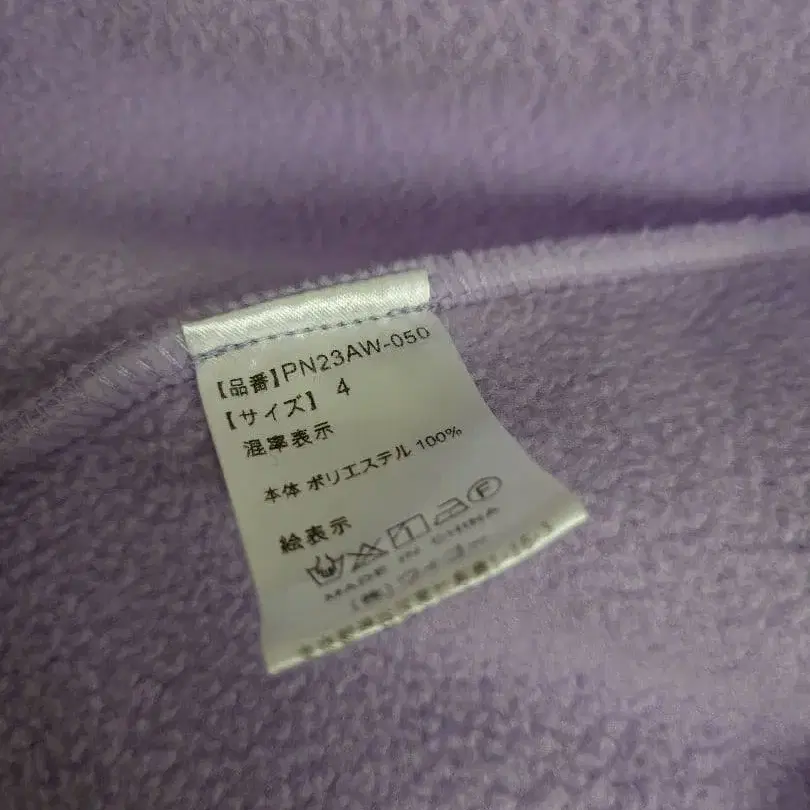 【品番】PN23AW-050
【サイズ】 4
混率表示
本体 ポリエステル 100%
絵表示
MADE IN CHINA